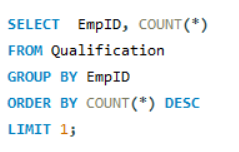 SELECT  EmpID, COUNT(*)
FROM Qualification
GROUP BY EmpID
ORDER BY COUNT(*) DESC
LIMIT 1;